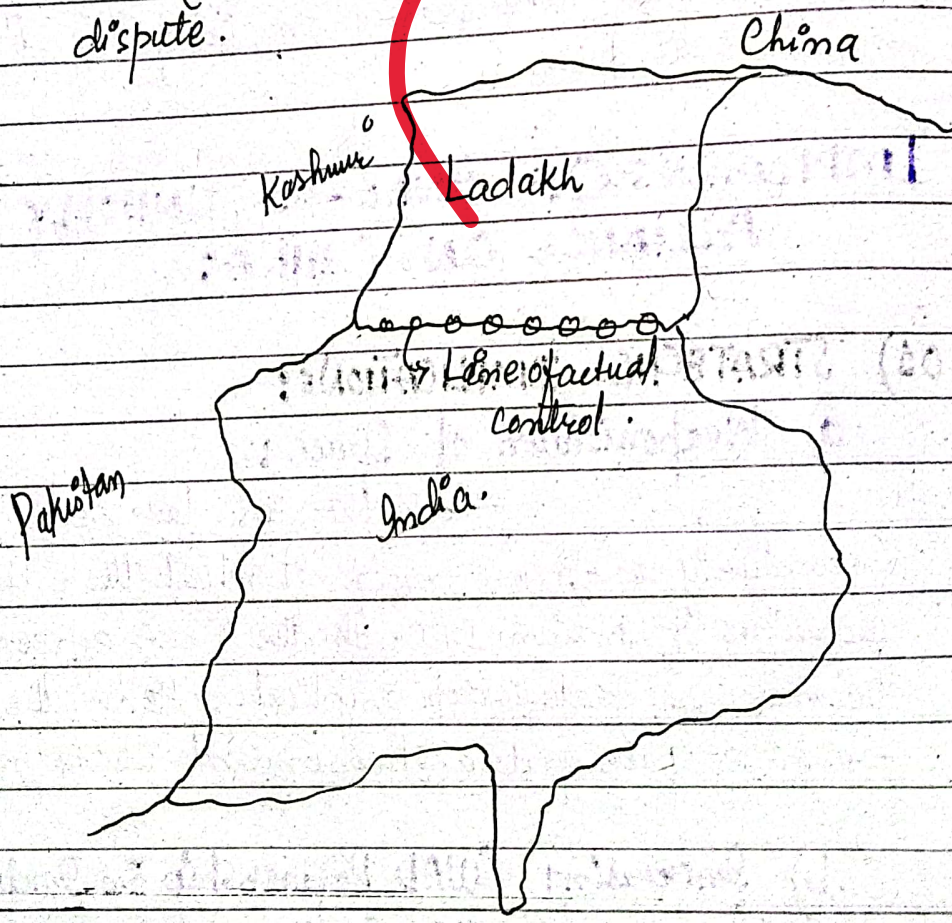 dispute.
China
Kashmir
Ladakh
Line of actual
control.
Pakistan
India.